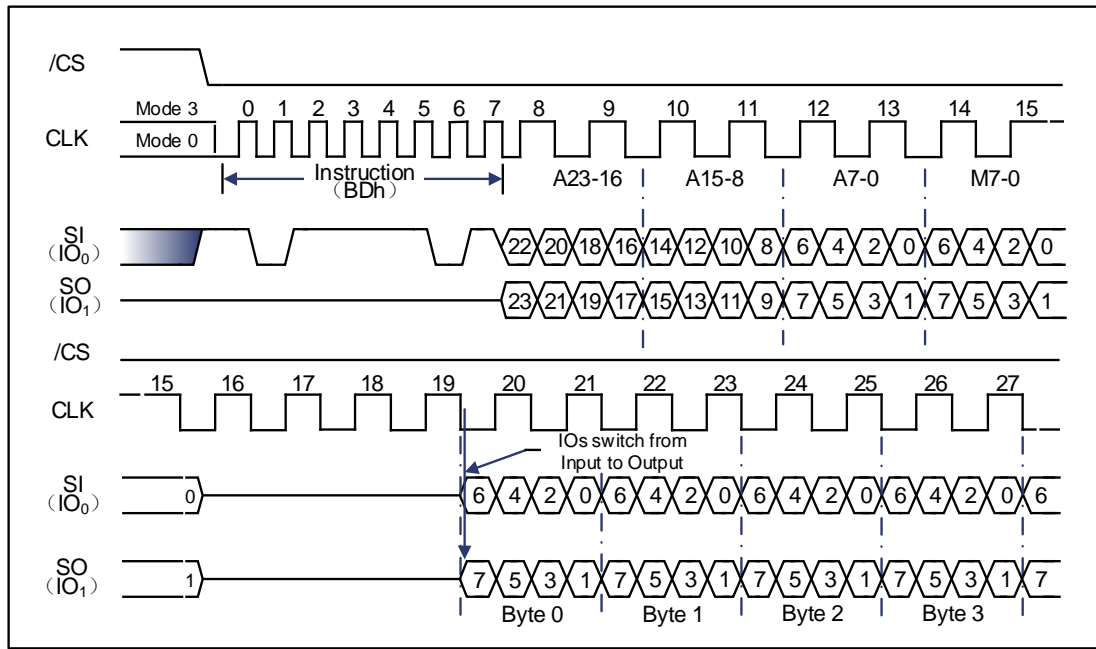 /CS
Mode 3 0 1 2 3 4 5 6 7 8 9 10 11 12 13 14 15
CLK Mode 0
Instruction
（BDh） A23-16 A15-8 A7-0 M7-0
SI
（IO₀） 22 20 18 16 14 12 10 8 6 4 2 0 6 4 2 0
SO
（IO₁） 23 21 19 17 15 13 11 9 7 5 3 1 7 5 3 1
/CS
15 16 17 18 19 20 21 22 23 24 25 26 27
CLK
IOs switch from
Input to Output
SI
（IO₀） 0 6 4 2 0 6 4 2 0 6 4 2 0 6 4 2 0 6
SO
（IO₁） 1 7 5 3 1 7 5 3 1 7 5 3 1 7 5 3 1 7
Byte 0 Byte 1 Byte 2 Byte 3